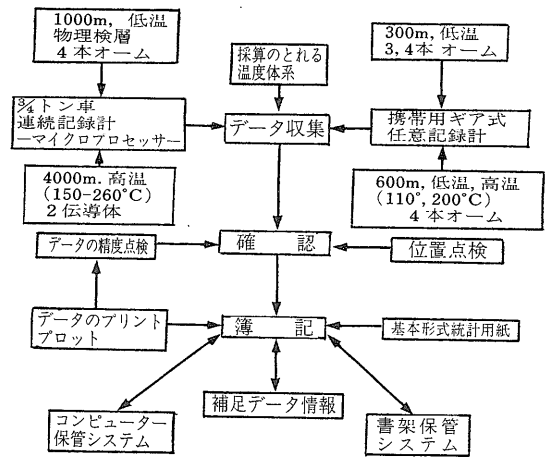 1000m, 低温
物理検層
4本オーム
採算のとれる
温度体系
300m, 低温
3, 4本オーム
3/4トン車
連続記録計
―マイクロプロセッサー
データ収集
携帯用ギア式
任意記録計
4000m. 高温
(150-260°C)
2伝導体
600m, 低温, 高温
(110°, 200°C)
4本オーム
データの精度点検
確認
位置点検
データのプリント
プロット
簿記
基本形式統計用紙
コンピューター
保管システム
補足データ情報
書架保管
システム